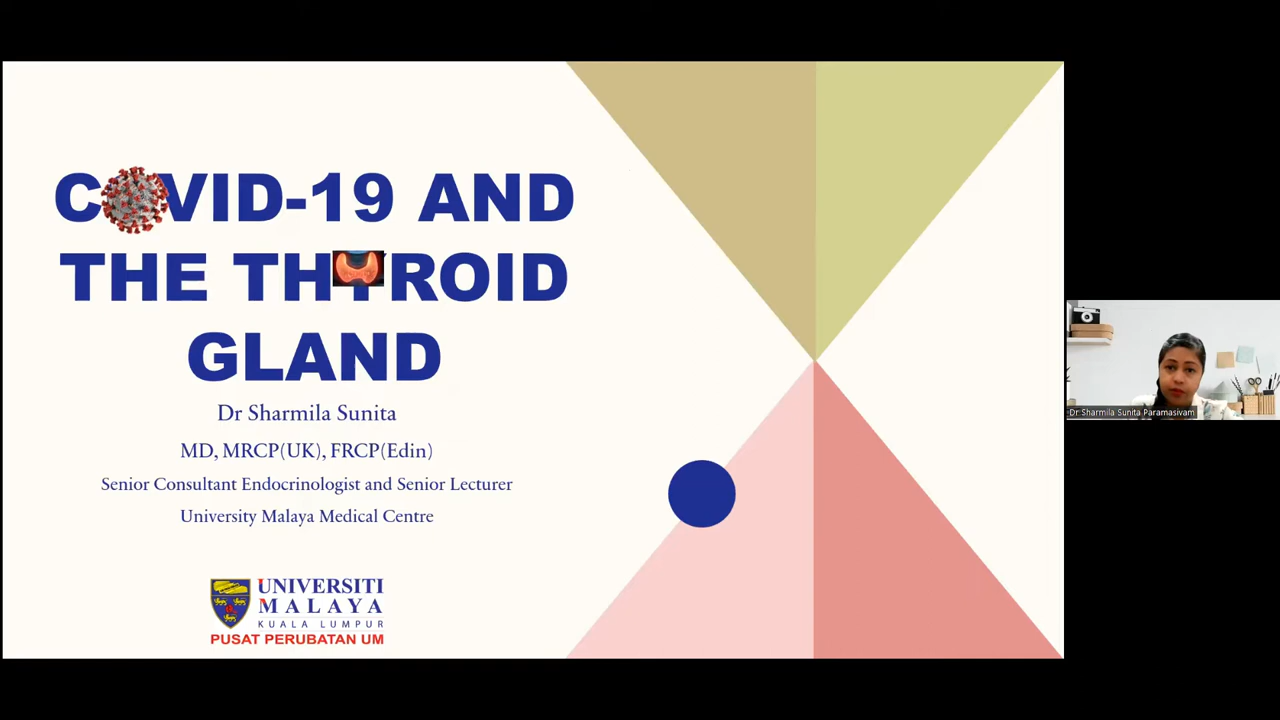 COVID-19 AND
THE THYROID
GLAND
Dr Sharmila Sunita
MD, MRCP(UK), FRCP(Edin)
Senior Consultant Endocrinologist and Senior Lecturer
University Malaya Medical Centre
UNIVERSITI
MALAYA
KUALA LUMPUR
PUSAT PERUBATAN UM
Dr Sharmila Sunita Paramasivam